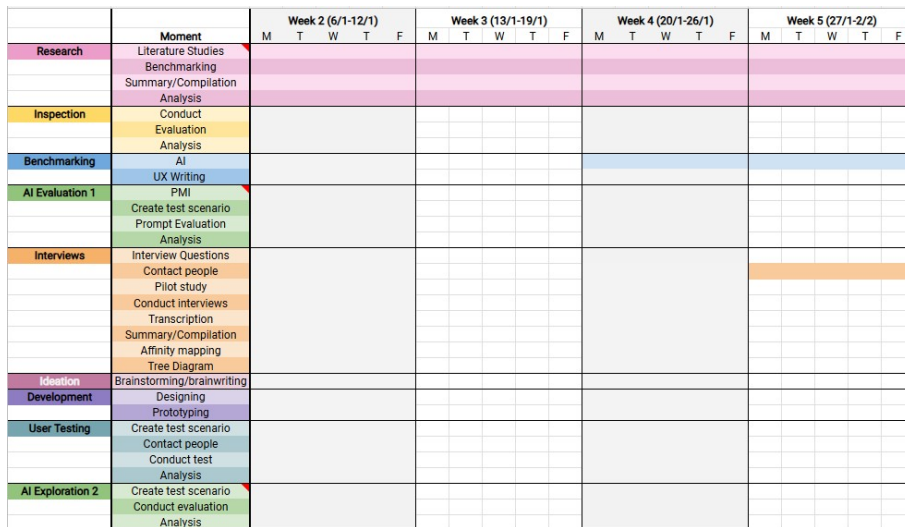 Week 2 (6/1-12/1) Week 3 (13/1-19/1) Week 4 (20/1-26/1) Week 5 (27/1-2/2)
Moment M T W T F M T W T F M T W T F M T W T F
Research Literature Studies
Benchmarking
Summary/Compilation
Analysis
Inspection Conduct
Evaluation
Analysis
Benchmarking AI
UX Writing
AI Evaluation 1 PMI
Create test scenario
Prompt Evaluation
Analysis
Interviews Interview Questions
Contact people
Pilot study
Conduct interviews
Transcription
Summary/Compilation
Affinity mapping
Tree Diagram
Ideation Brainstorming/brainwriting
Development Designing
Prototyping
User Testing Create test scenario
Contact people
Conduct test
Analysis
AI Exploration 2 Create test scenario
Conduct evaluation
Analysis